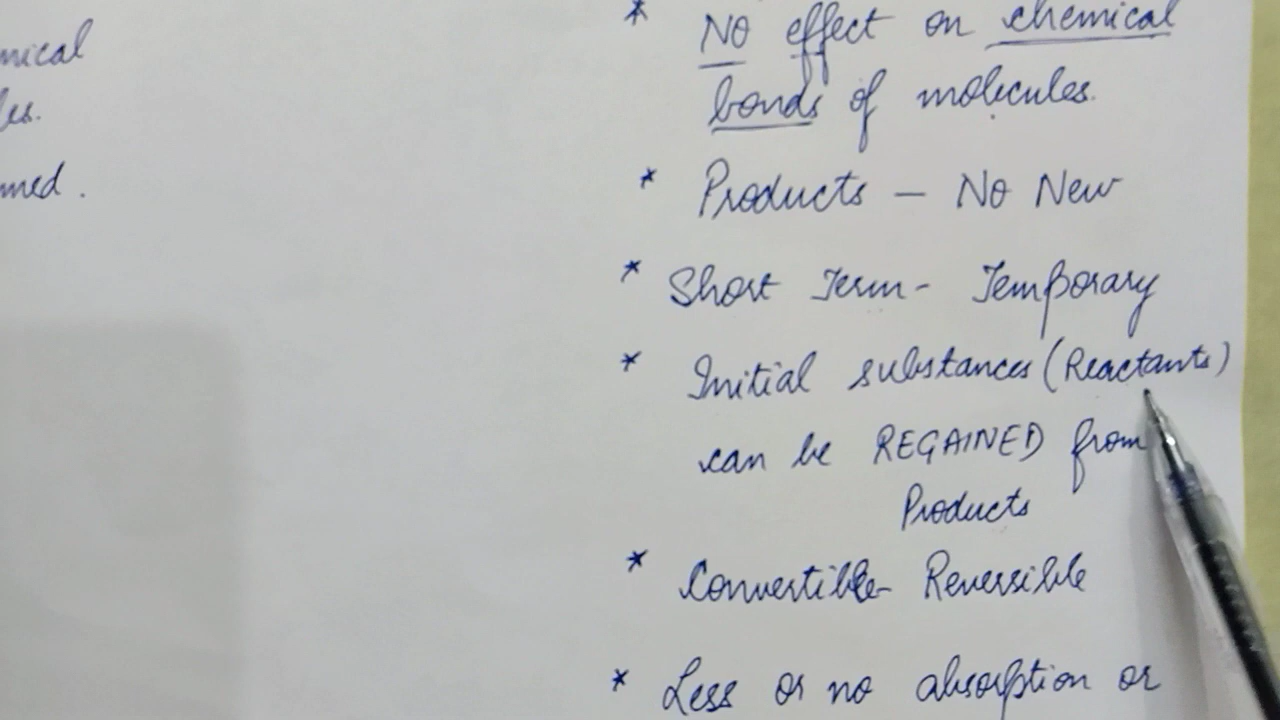 mical
les.
med.
* No effect on chemical
bonds of molecules.
* Products - No New
* Short Term - Temporary
* Initial substances (Reactants)
can be REGAINED from
Products
* Convertible - Reversible
* Less or no absorption or